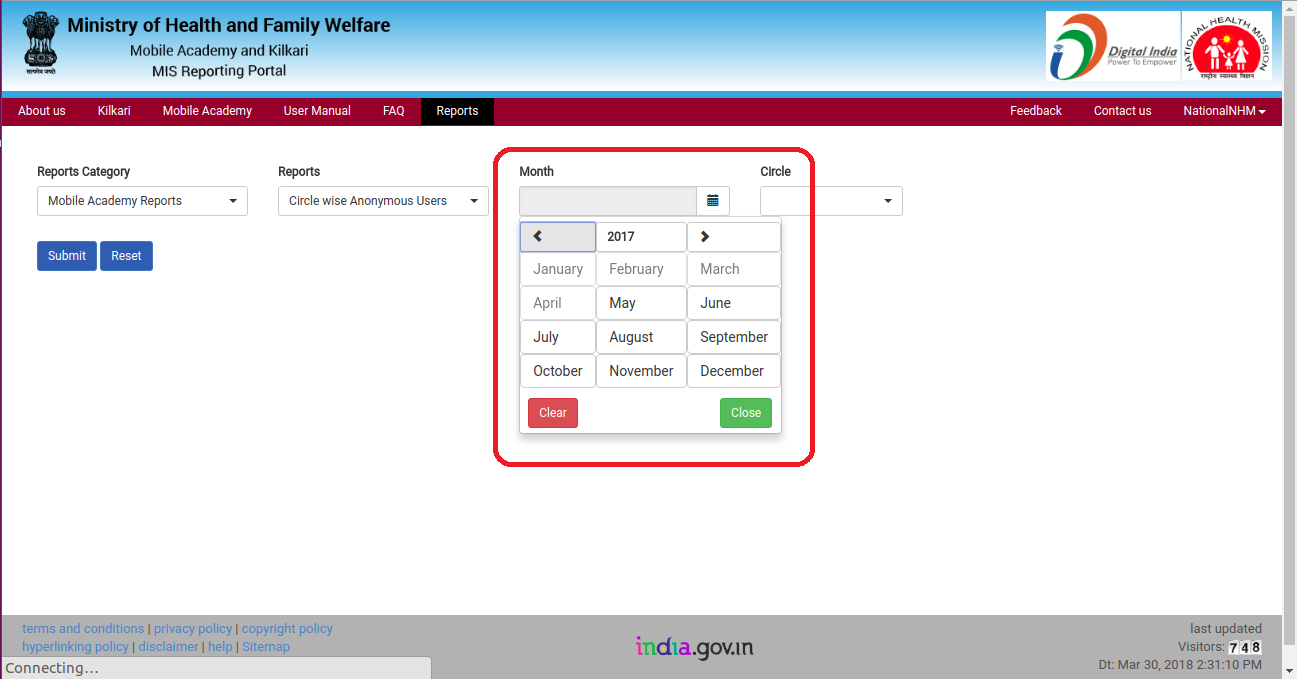 Ministry of Health and Family Welfare
Mobile Academy and Kilkari
MIS Reporting Portal
सत्यमेव जयते
Digital India
Power To Empower
NATIONAL HEALTH MISSION
राष्ट्रीय स्वास्थ्य मिशन
About us Kilkari Mobile Academy User Manual FAQ Reports Feedback Contact us NationalNHM
Reports Category Reports Month Circle
Mobile Academy Reports Circle wise Anonymous Users
2017
January February March
April May June
July August September
October November December
Clear Close
Submit Reset
terms and conditions | privacy policy | copyright policy
hyperlinking policy | disclaimer | help | Sitemap
india.gov.in
last updated
Visitors: 748
Dt: Mar 30, 2018 2:31:10 PM
Connecting...